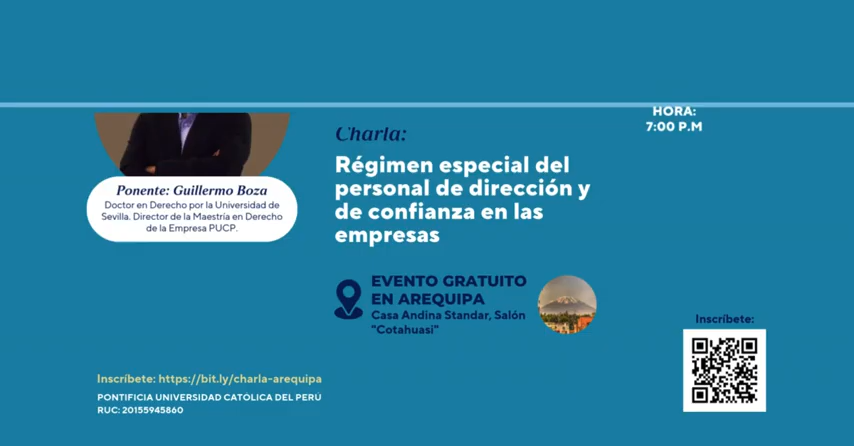 HORA:
7:00 P.M
Charla:
Régimen especial del
personal de dirección y
de confianza en las
empresas
Ponente: Guillermo Boza
Doctor en Derecho por la Universidad de
Sevilla. Director de la Maestría en Derecho
de la Empresa PUCP.
EVENTO GRATUITO
EN AREQUIPA
Casa Andina Standar, Salón
"Cotahuasi"
Inscríbete:
Inscríbete: https://bit.ly/charla-arequipa
PONTIFICIA UNIVERSIDAD CATÓLICA DEL PERÚ
RUC: 20155945860